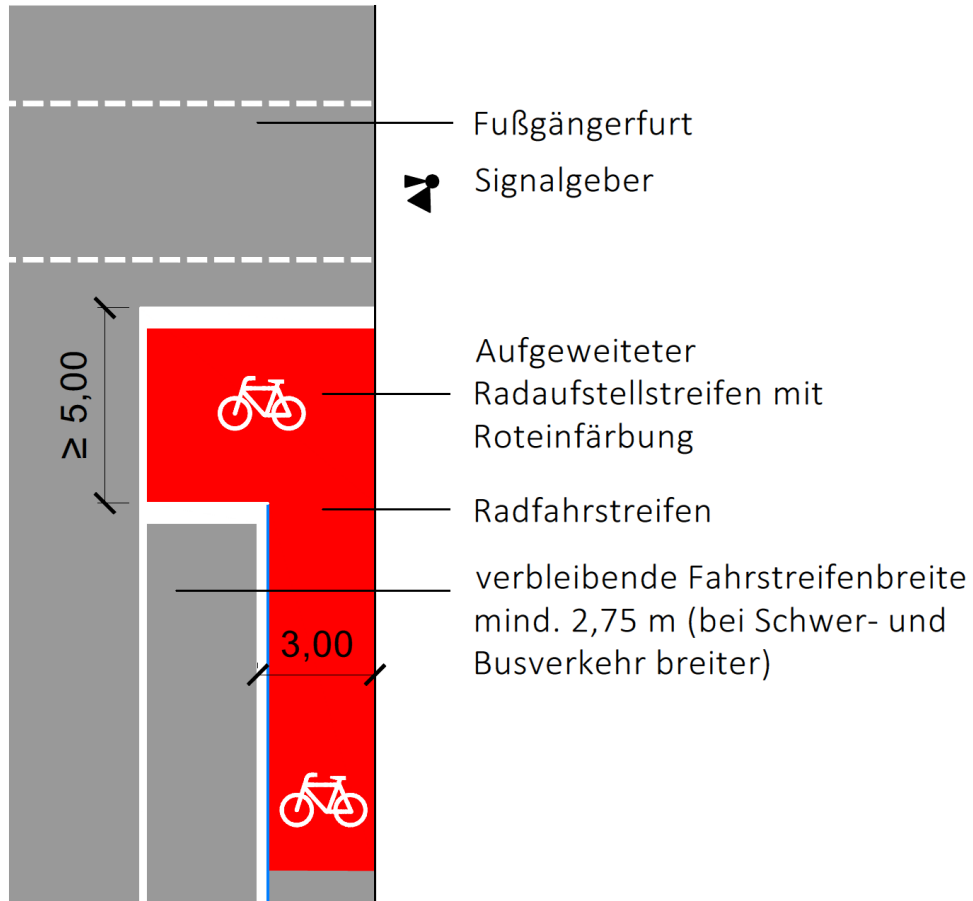 Fußgängerfurt
Signalgeber
≥ 5,00
Aufgeweiteter
Radaufstellstreifen mit
Roteinfärbung
Radfahrstreifen
verbleibende Fahrstreifenbreite
mind. 2,75 m (bei Schwer- und
Busverkehr breiter)
3,00